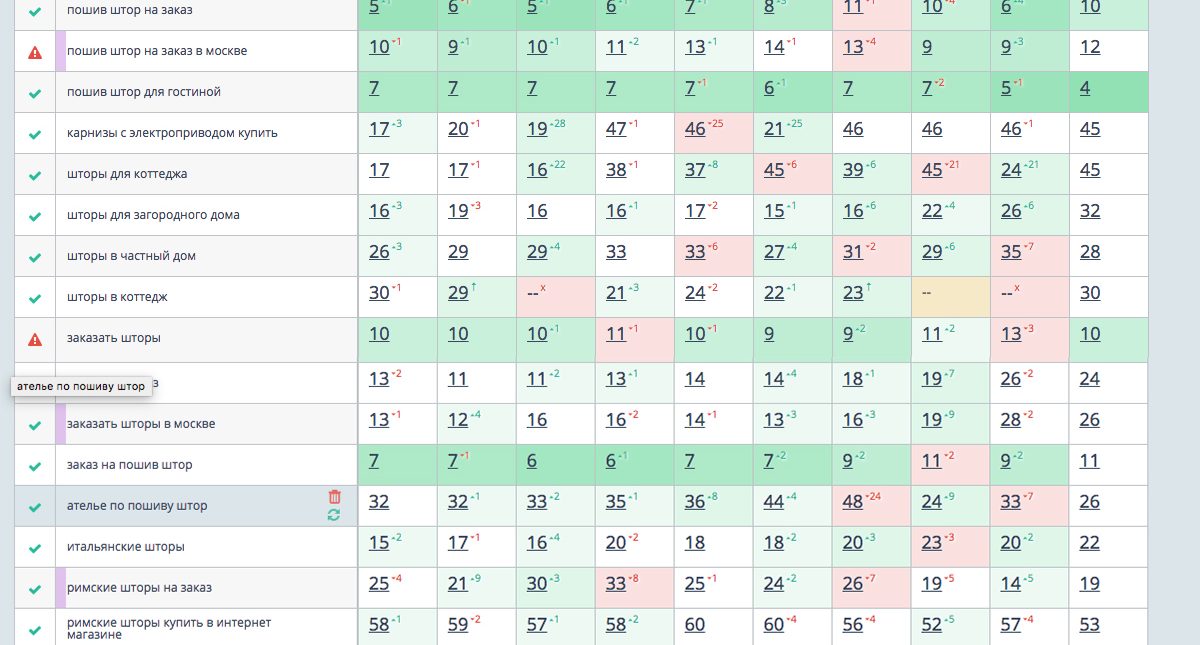 пошив штор на заказ 5 6 5 6 7 8 11 10 6 10
пошив штор на заказ в москве 10 -1 9 1 10 1 11 2 13 1 14 -1 13 -4 9 9 3 12
пошив штор для гостиной 7 7 7 7 7 -1 6 1 7 7 -2 5 -1 4
карнизы с электроприводом купить 17 3 20 -1 19 28 47 -1 46 -25 21 25 46 46 46 -1 45
шторы для коттеджа 17 17 -1 16 22 38 -1 37 8 45 -6 39 6 45 -21 24 21 45
шторы для загородного дома 16 3 19 -3 16 16 1 17 -2 15 1 16 6 22 4 26 6 32
шторы в частный дом 26 3 29 29 4 33 33 -6 27 4 31 -2 29 6 35 -7 28
шторы в коттедж 30 -1 29 ↑ -- x 21 3 24 -2 22 1 23 ↑ -- -- x 30
заказать шторы 10 10 10 1 11 -1 10 -1 9 9 2 11 2 13 -3 10
ателье по пошиву штор з 13 -2 11 11 2 13 1 14 14 4 18 1 19 7 26 -2 24
заказать шторы в москве 13 -1 12 4 16 16 -2 14 -1 13 3 16 3 19 9 28 -2 26
заказ на пошив штор 7 7 -1 6 6 1 7 7 2 9 2 11 -2 9 2 11
ателье по пошиву штор 32 32 1 33 2 35 1 36 8 44 4 48 -24 24 9 33 -7 26
итальянские шторы 15 2 17 -1 16 4 20 -2 18 18 2 20 3 23 -3 20 2 22
римские шторы на заказ 25 -4 21 9 30 3 33 -8 25 -1 24 2 26 -7 19 -5 14 5 19
римские шторы купить в интернет
магазине 58 1 59 -2 57 1 58 2 60 60 -4 56 -4 52 5 57 -4 53